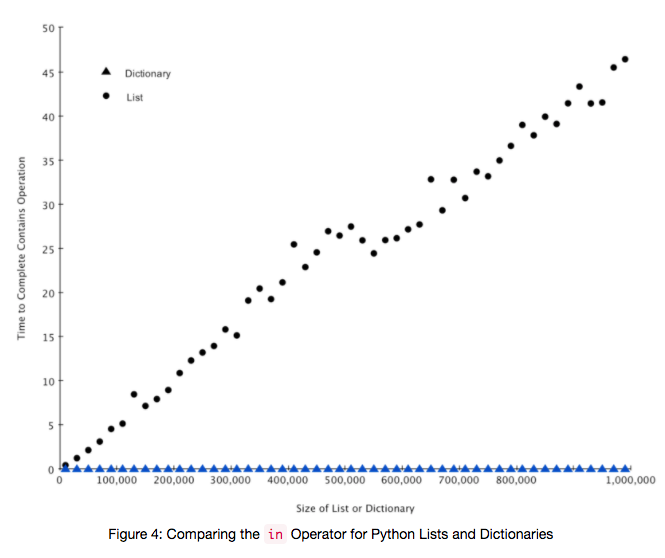 50
45
40
35
30
25
20
15
10
5
0
Dictionary
List
Time to Complete Contains Operation
0 100,000 200,000 300,000 400,000 500,000 600,000 700,000 800,000 1,000,000
Size of List or Dictionary
Figure 4: Comparing the in Operator for Python Lists and Dictionaries